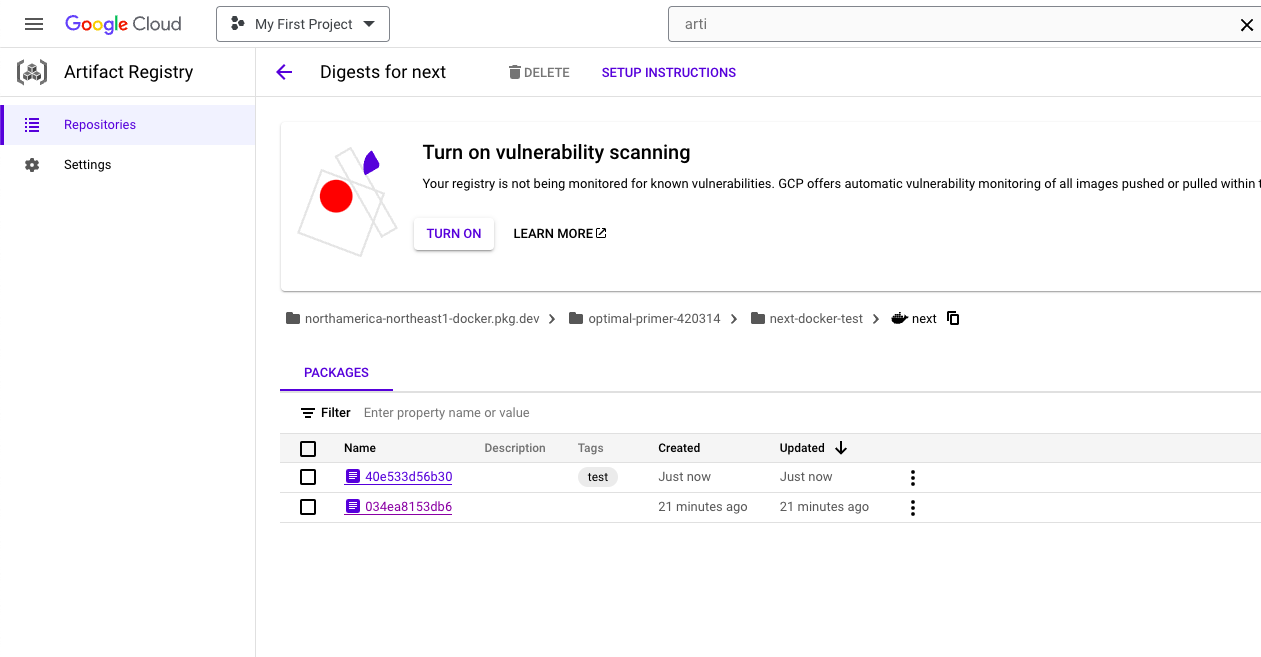 Google Cloud
My First Project
arti
Artifact Registry
Digests for next
DELETE
SETUP INSTRUCTIONS
Repositories
Settings
Turn on vulnerability scanning
Your registry is not being monitored for known vulnerabilities. GCP offers automatic vulnerability monitoring of all images pushed or pulled within
TURN ON
LEARN MORE
northamerica-northeast1-docker.pkg.dev
optimal-primer-420314
next-docker-test
next
PACKAGES
Filter Enter property name or value
Name Description Tags Created Updated
40e533d56b30 test Just now Just now
034ea8153db6 21 minutes ago 21 minutes ago